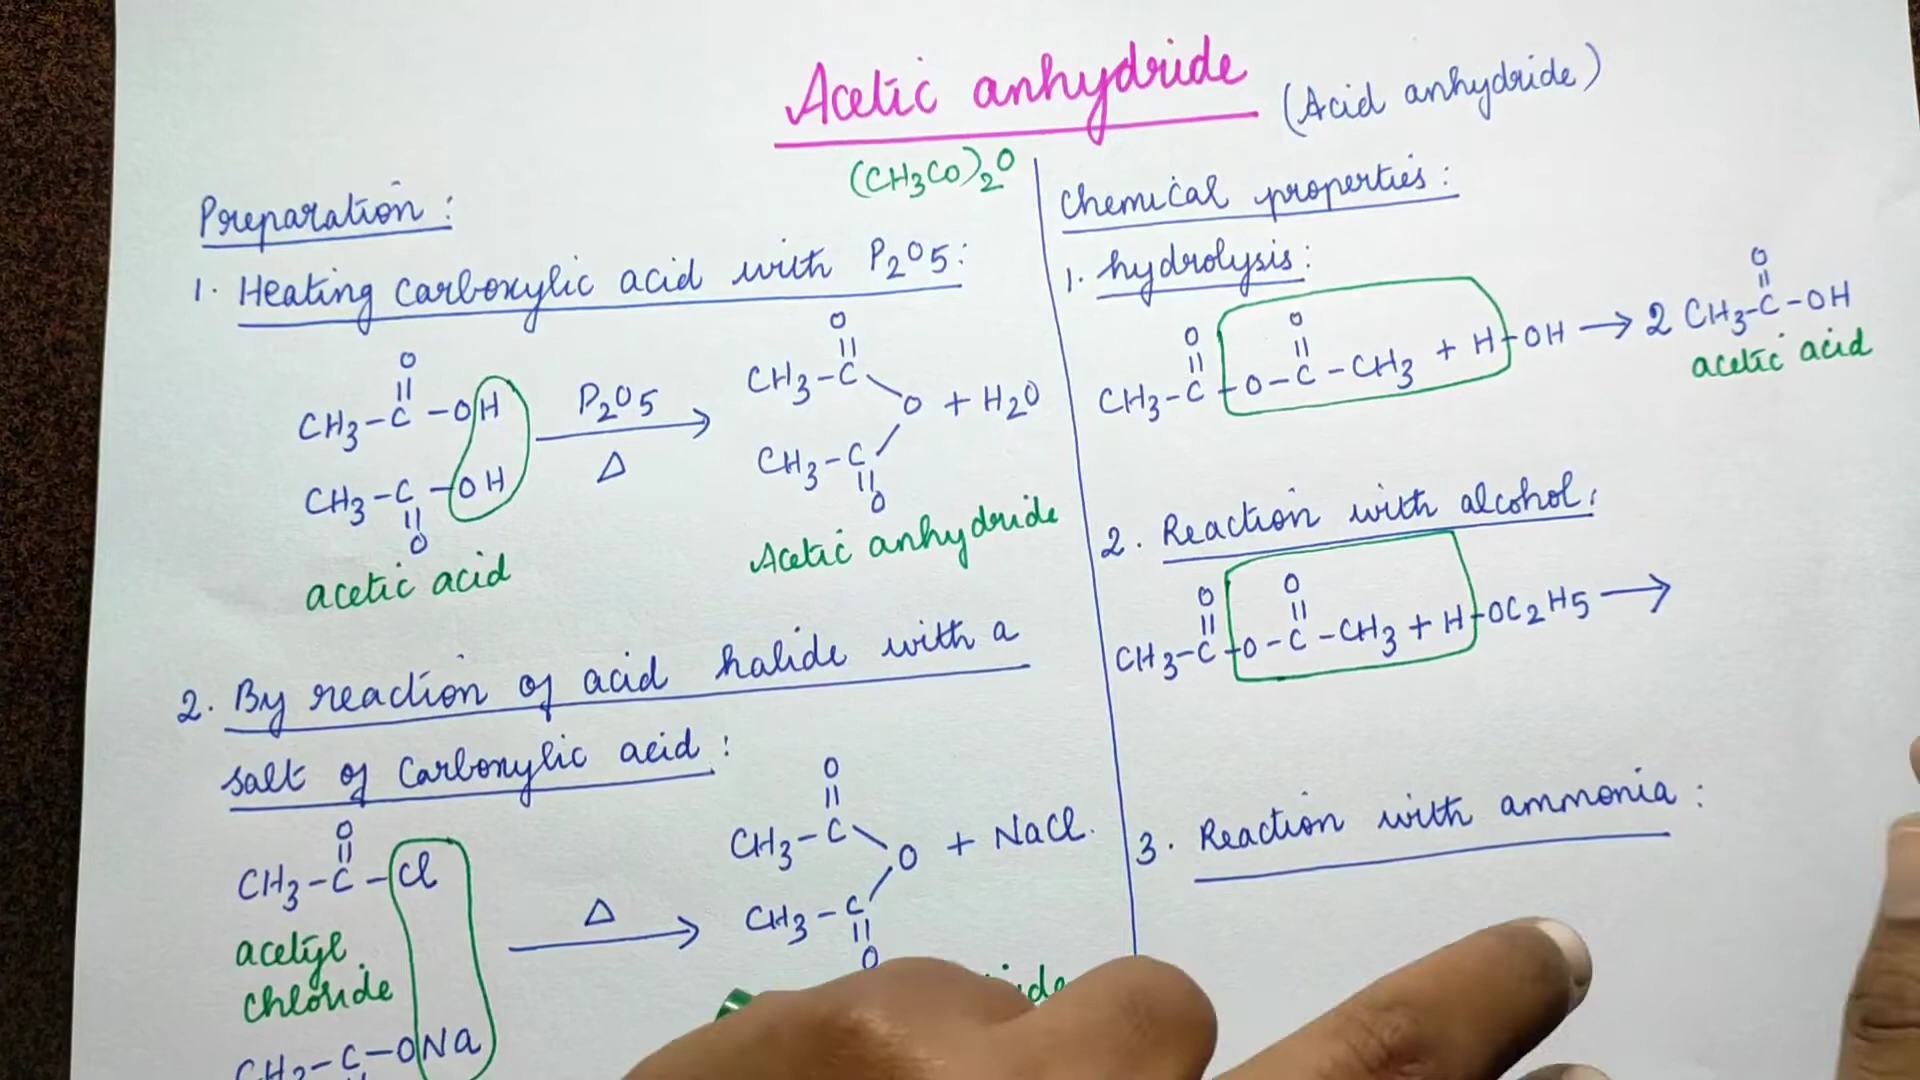 Acetic anhydride (Acid anhydride)
(CH3CO)2O
Preparation:
1. Heating carboxylic acid with P2O5:
O
||
CH3-C-OH
CH3-C-OH
||
O
acetic acid
P2O5
Δ
O
||
CH3-C
O + H2O
CH3-C
||
O
Acetic anhydride
2. By reaction of acid halide with a
salt of carboxylic acid:
O
||
CH3-C-Cl
acetyl
chloride
CH3-C-ONa
Δ
O
||
CH3-C
O + NaCl.
CH3-C
||
O
Chemical properties:
1. hydrolysis:
O O O
|| || ||
CH3-C-O-C-CH3 + H-OH → 2 CH3-C-OH
acetic acid
2. Reaction with alcohol:
O O
|| ||
CH3-C-O-C-CH3 + H-OC2H5 →
3. Reaction with ammonia: